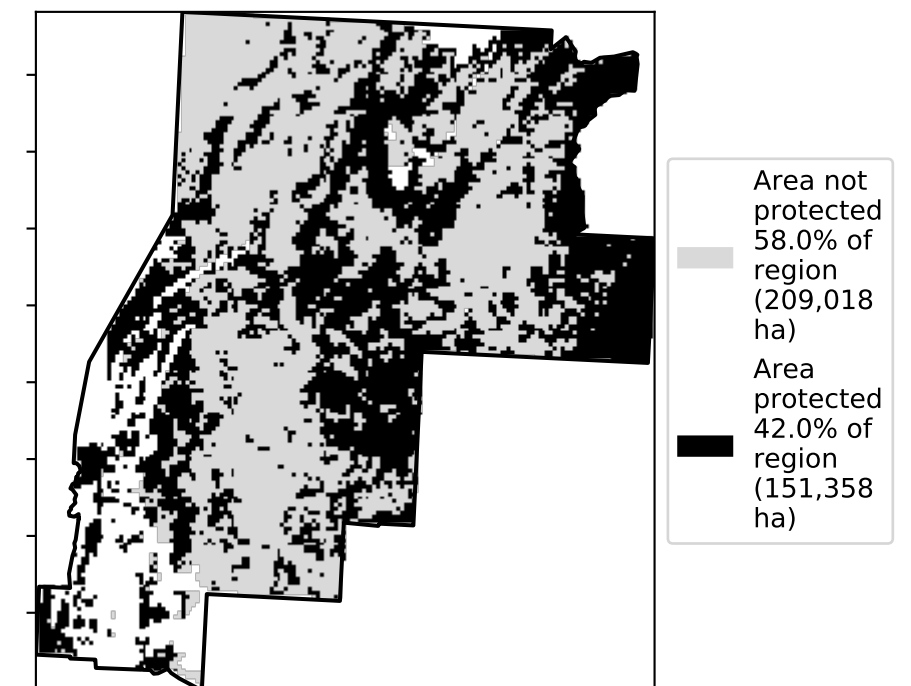 Area not
protected
58.0% of
region
(209,018
ha)
Area
protected
42.0% of
region
(151,358
ha)